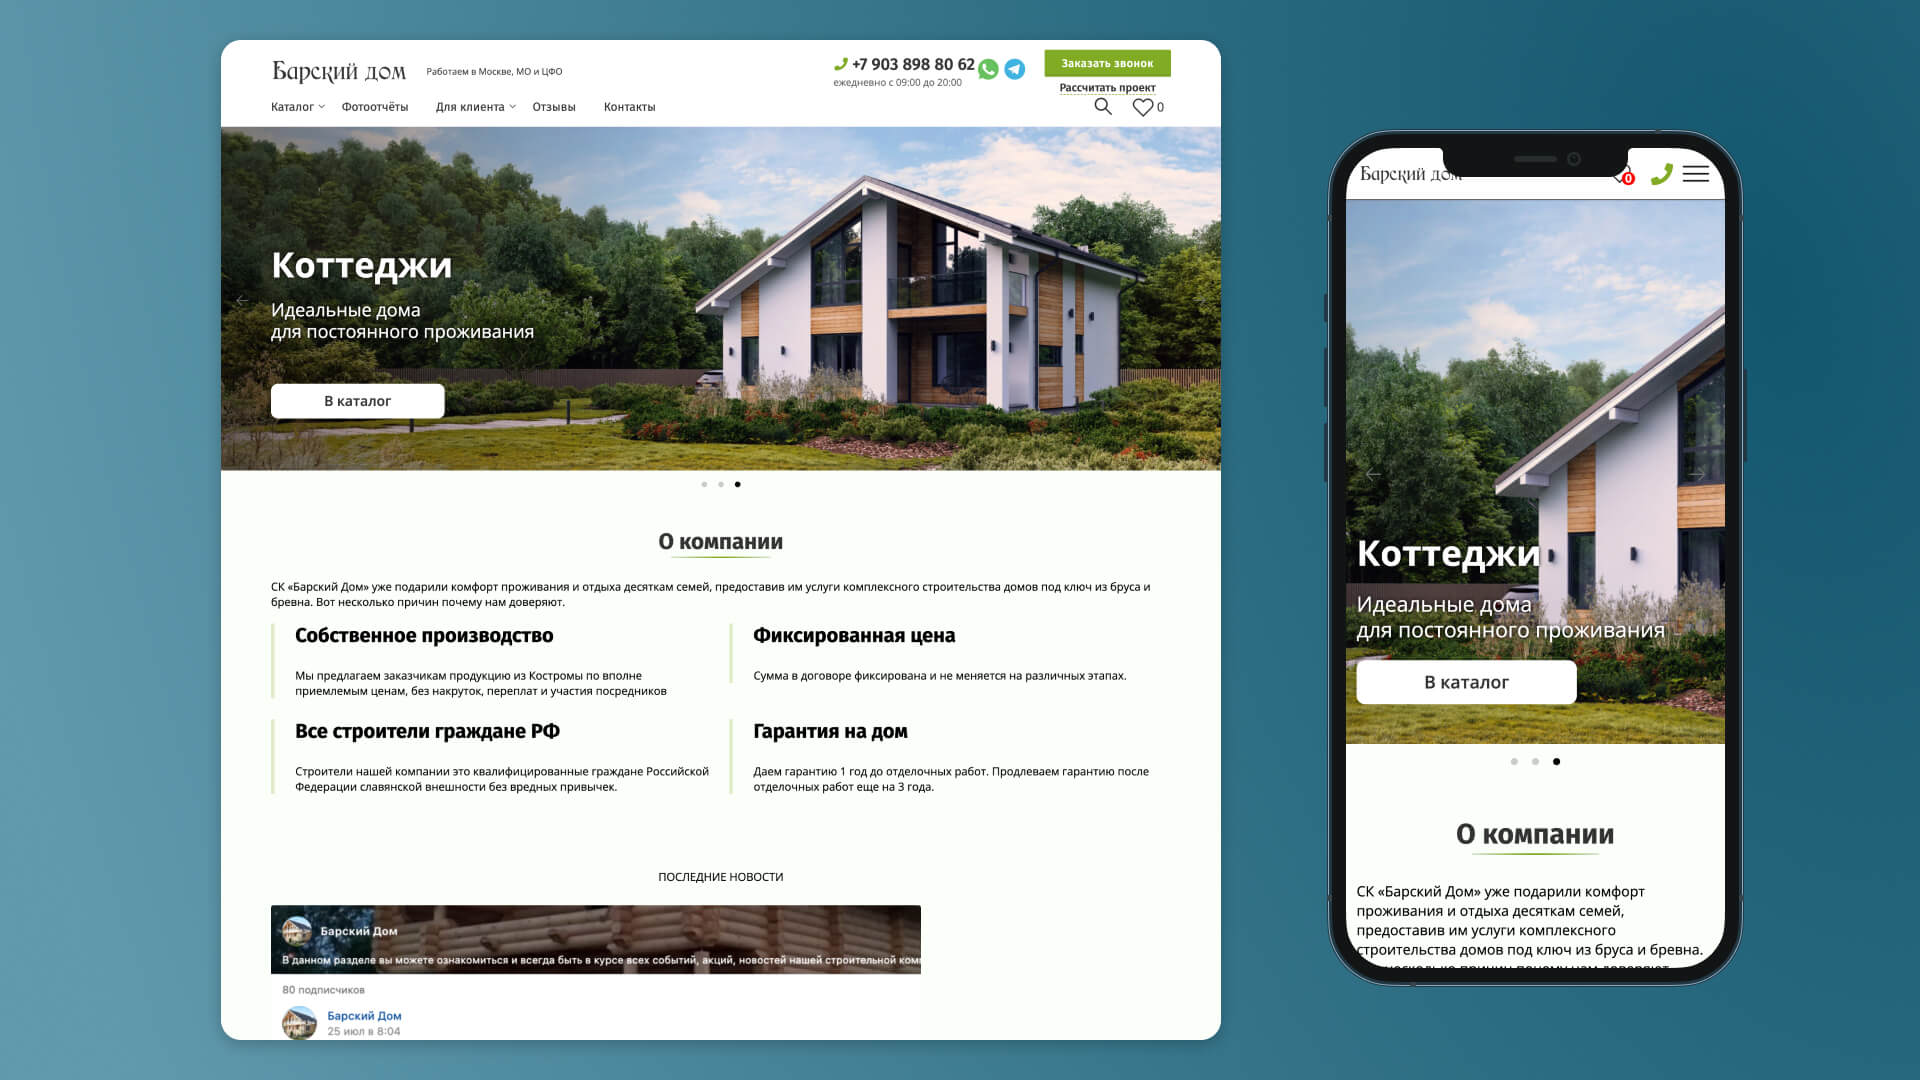 Барский дом
Работаем в Москве, МО и ЦФО
+7 903 898 80 62
ежедневно с 09:00 до 20:00
Заказать звонок
Рассчитать проект
Каталог
Фотоотчёты
Для клиента
Отзывы
Контакты
0
Коттеджи
Идеальные дома
для постоянного проживания
В каталог
О компании
СК «Барский Дом» уже подарили комфорт проживания и отдыха десяткам семей, предоставив им услуги комплексного строительства домов под ключ из бруса и
бревна. Вот несколько причин почему нам доверяют.
Собственное производство
Мы предлагаем заказчикам продукцию из Костромы по вполне
приемлемым ценам, без накруток, переплат и участия посредников
Фиксированная цена
Сумма в договоре фиксирована и не меняется на различных этапах.
Все строители граждане РФ
Строители нашей компании это квалифицированные граждане Российской
Федерации славянской внешности без вредных привычек.
Гарантия на дом
Даем гарантию 1 год до отделочных работ. Продлеваем гарантию после
отделочных работ еще на 3 года.
ПОСЛЕДНИЕ НОВОСТИ
Барский Дом
В данном разделе вы можете ознакомиться и всегда быть в курсе всех событий, акций, новостей нашей строительной ком
80 подписчиков
Барский Дом
25 июл в 8:04
Барский дом
0
Коттеджи
Идеальные дома
для постоянного проживания
В каталог
О компании
СК «Барский Дом» уже подарили комфорт
проживания и отдыха десяткам семей,
предоставив им услуги комплексного
строительства домов под ключ из бруса и бревна.
несколько причин почему нам доверяют.